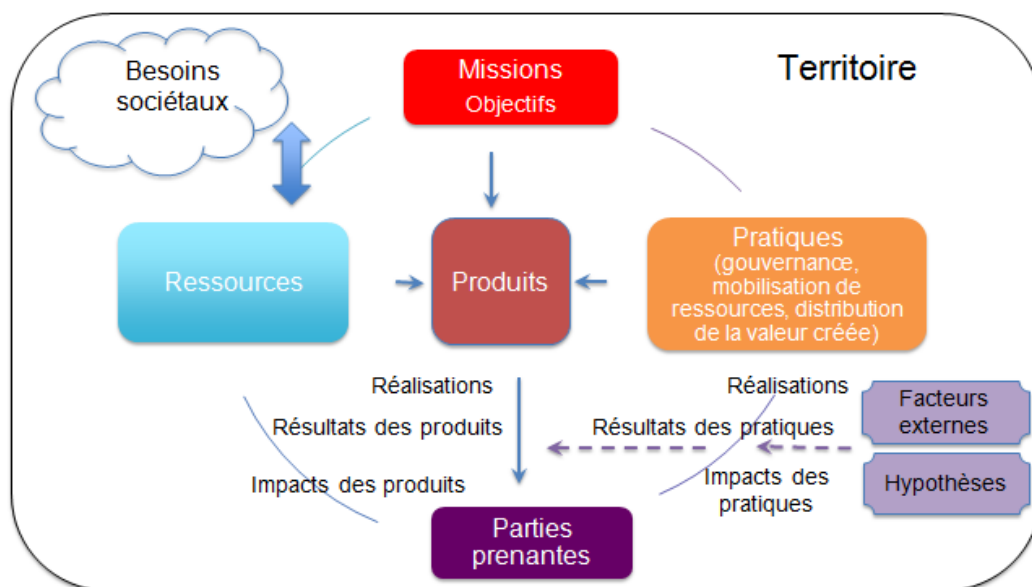 Besoins
sociétaux
Missions
Objectifs
Territoire
Ressources
Produits
Pratiques
(gouvernance,
mobilisation de
ressources, distribution
de la valeur créée)
Réalisations
Résultats des produits
Impacts des produits
Réalisations
Résultats des pratiques
Impacts des
pratiques
Facteurs
externes
Hypothèses
Parties
prenantes